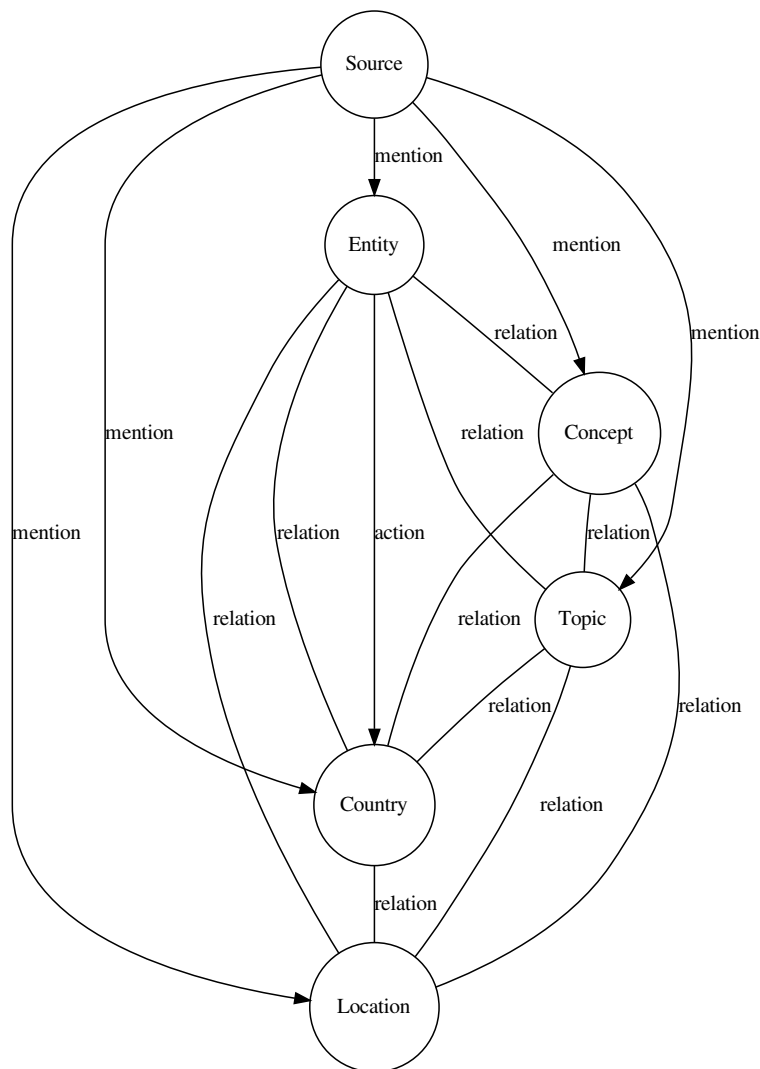 Source
mention
Entity
mention
relation
mention
relation
Concept
mention
mention
relation
action
relation
relation
relation
Topic
relation
relation
relation
Country
relation
relation
Location